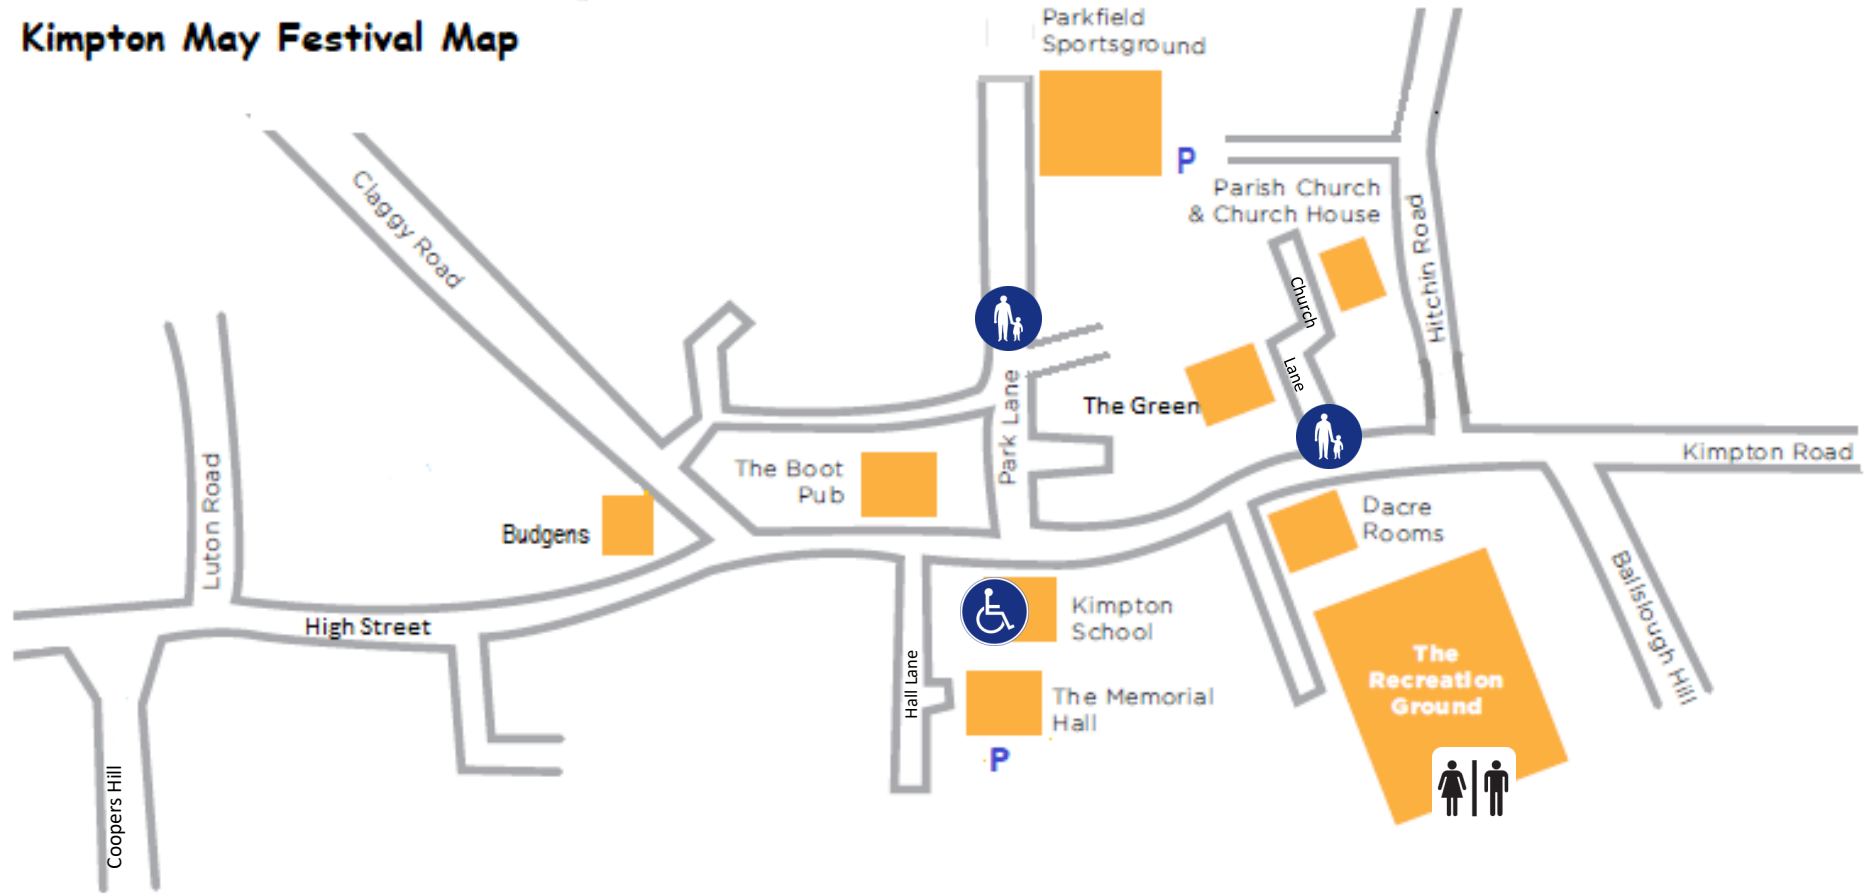 Kimpton May Festival Map
Parkfield
Sportsground
P
Parish Church
& Church House
Claggy Road
Hitchin Road
Church
Lane
The Green
Park Lane
Kimpton Road
The Boot
Pub
Luton Road
Budgens
Dacre
Rooms
High Street
Kimpton
School
Ballslough Hill
The
Recreation
Ground
Hall Lane
The Memorial
Hall
P
Coopers Hill